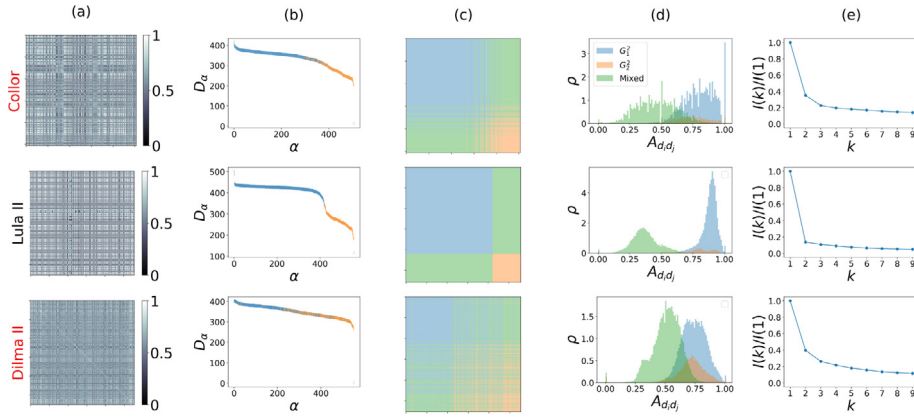 (a) (b) (c) (d) (e)
Collor
1
0.5
0
400
300
200
100
0
D_α
0 300
α
ρ
3
2
1
0
G₁²
G₂²
Mixed
0.00 0.25 0.50 0.75 1.00
A_{d_i d_j}
I(k)/I(1)
1.0
0.8
0.6
0.4
0.2
0.0
1 2 3 4 5 6 7 8 9
k
Lula II
1
0.5
0
500
400
300
200
100
0
D_α
0 400
α
ρ
4
2
0
0.00 0.25 0.50 0.75 1.00
A_{d_i d_j}
I(k)/I(1)
1.0
0.8
0.6
0.4
0.2
0.0
1 2 3 4 5 6 7 8 9
k
Dilma II
1
0.5
0
400
300
200
100
0
D_α
0 400
α
ρ
1.5
1.0
0.5
0.0
0.00 0.25 0.50 0.75 1.00
A_{d_i d_j}
I(k)/I(1)
1.0
0.8
0.6
0.4
0.2
0.0
1 2 3 4 5 6 7 8 9
k